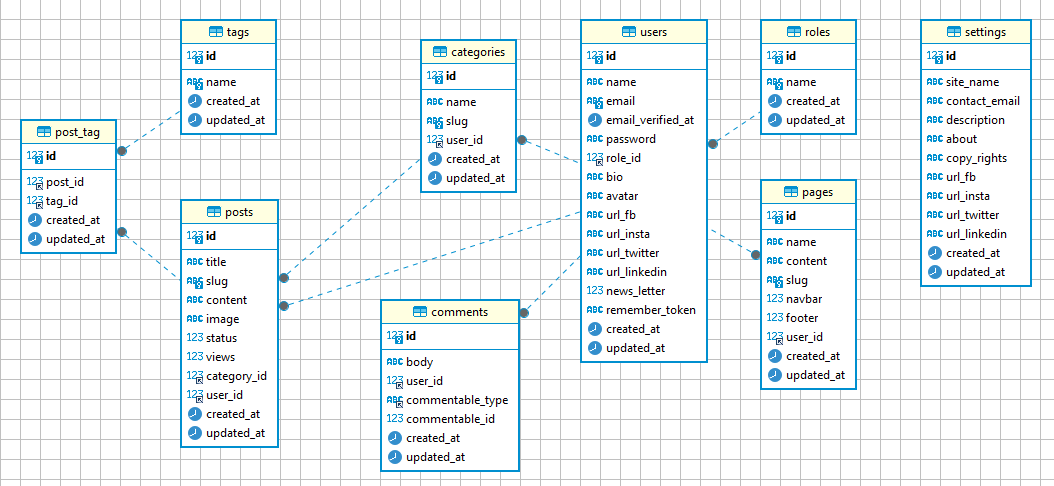 tags
123 id
ABC name
created_at
updated_at
post_tag
123 id
123 post_id
123 tag_id
created_at
updated_at
posts
123 id
ABC title
ABC slug
ABC content
ABC image
123 status
123 views
123 category_id
123 user_id
created_at
updated_at
categories
123 id
ABC name
ABC slug
123 user_id
created_at
updated_at
comments
123 id
ABC body
123 user_id
ABC commentable_type
123 commentable_id
created_at
updated_at
users
123 id
ABC name
ABC email
email_verified_at
ABC password
123 role_id
ABC bio
ABC avatar
ABC url_fb
ABC url_insta
ABC url_twitter
ABC url_linkedin
123 news_letter
ABC remember_token
created_at
updated_at
roles
123 id
ABC name
created_at
updated_at
pages
123 id
ABC name
ABC content
ABC slug
123 navbar
123 footer
123 user_id
created_at
updated_at
settings
123 id
ABC site_name
ABC contact_email
ABC description
ABC about
ABC copy_rights
ABC url_fb
ABC url_insta
ABC url_twitter
ABC url_linkedin
created_at
updated_at